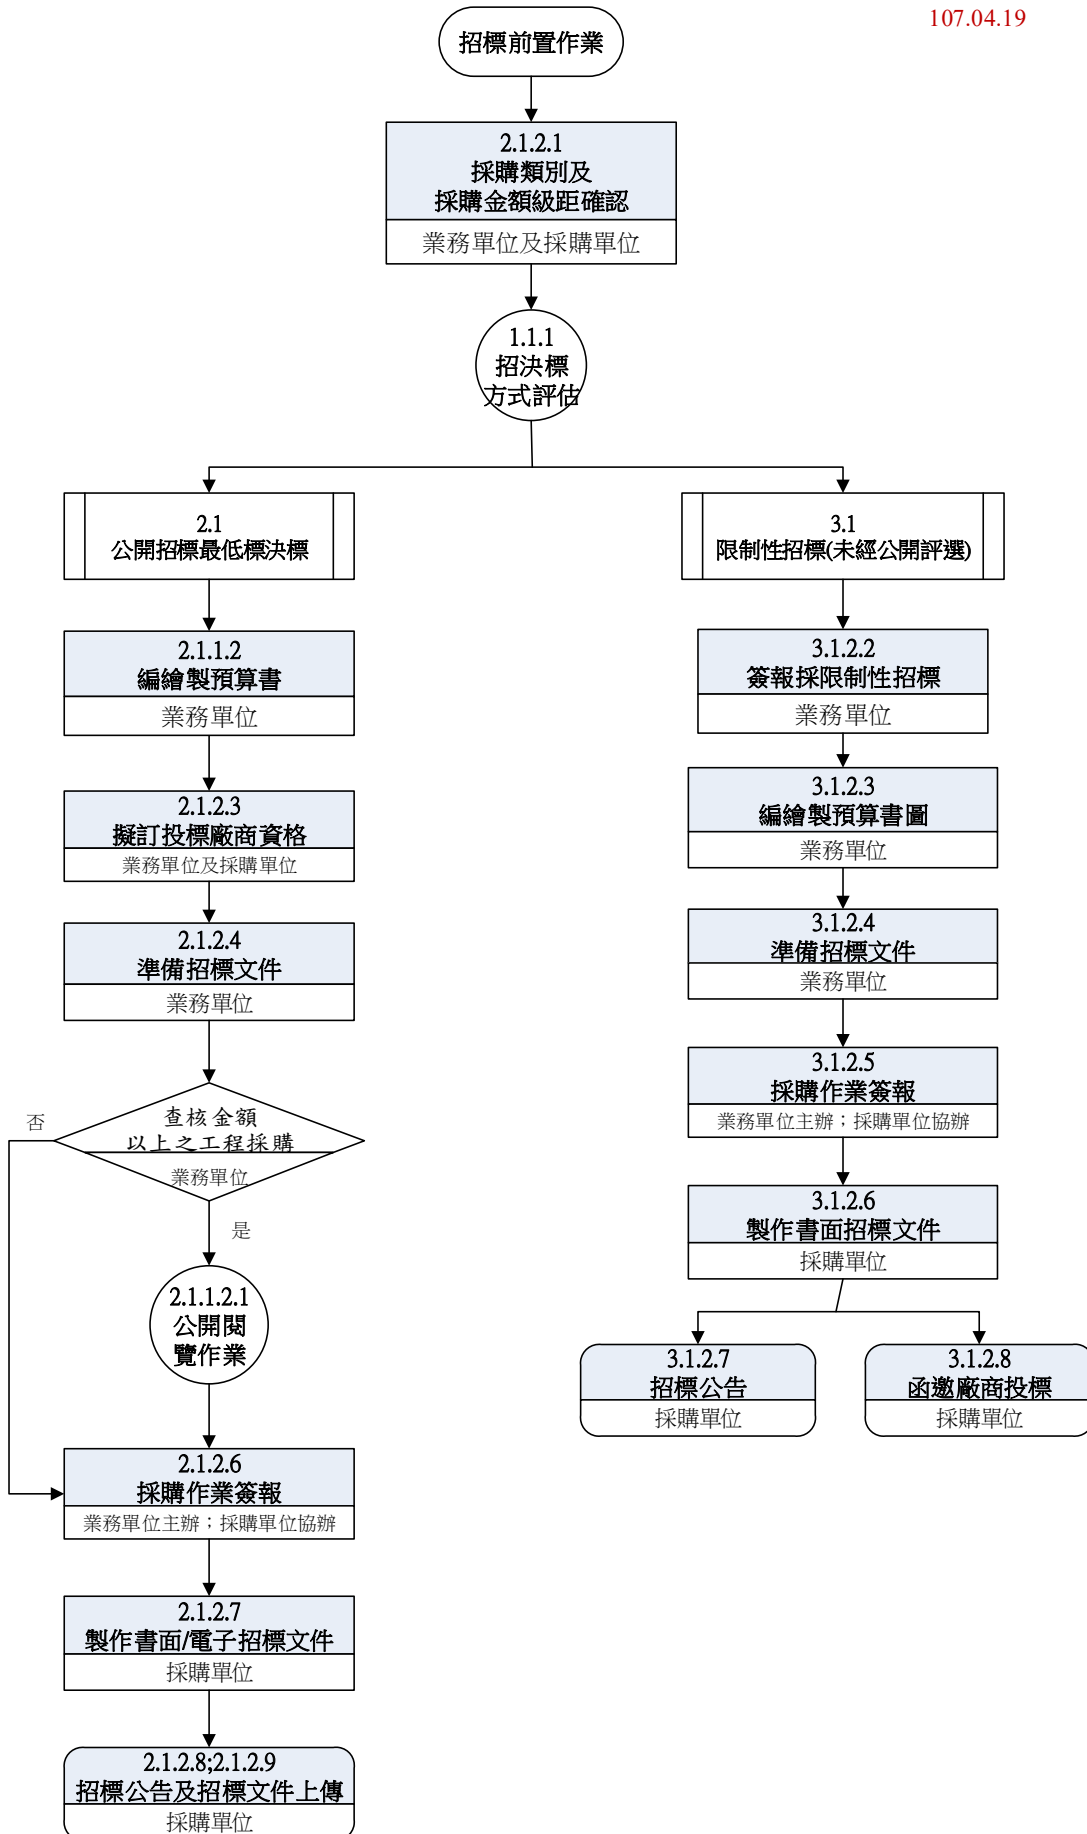 107.04.19
招標前置作業
2.1.2.1
採購類別及
採購金額級距確認
業務單位及採購單位
1.1.1
招決標
方式評估
2.1
公開招標最低標決標
2.1.1.2
編繪製預算書
業務單位
2.1.2.3
擬訂投標廠商資格
業務單位及採購單位
2.1.2.4
準備招標文件
業務單位
查核金額
以上之工程採購
業務單位
否
是
2.1.1.2.1
公開閱
覽作業
2.1.2.6
採購作業簽報
業務單位主辦；採購單位協辦
2.1.2.7
製作書面/電子招標文件
採購單位
2.1.2.8;2.1.2.9
招標公告及招標文件上傳
採購單位
3.1
限制性招標(未經公開評選)
3.1.2.2
簽報採限制性招標
業務單位
3.1.2.3
編繪製預算書圖
業務單位
3.1.2.4
準備招標文件
業務單位
3.1.2.5
採購作業簽報
業務單位主辦；採購單位協辦
3.1.2.6
製作書面招標文件
採購單位
3.1.2.7
招標公告
採購單位
3.1.2.8
函邀廠商投標
採購單位